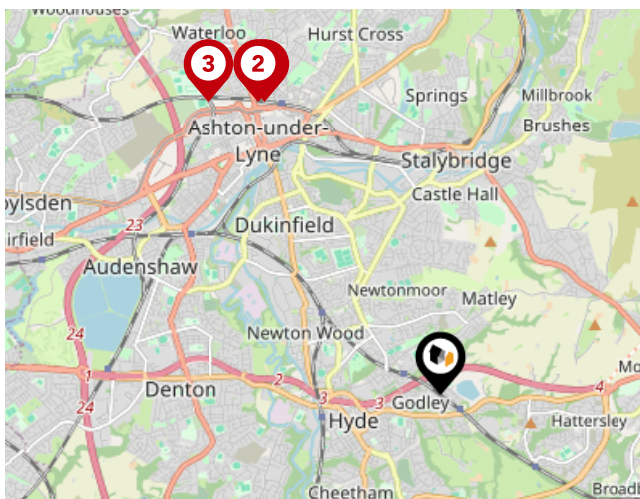 Woodhouses
Waterloo
Hurst Cross
3
2
Springs
Millbrook
Brushes
Ashton-under-
Lyne
Stalybridge
Castle Hall
oylsden
23
irfield
Dukinfield
Audenshaw
Newtonmoor
Matley
24
Newton Wood
1
2
Mo
Denton
3
3
Godley
4
24
Hyde
Hattersley
Cheetham
Broadb